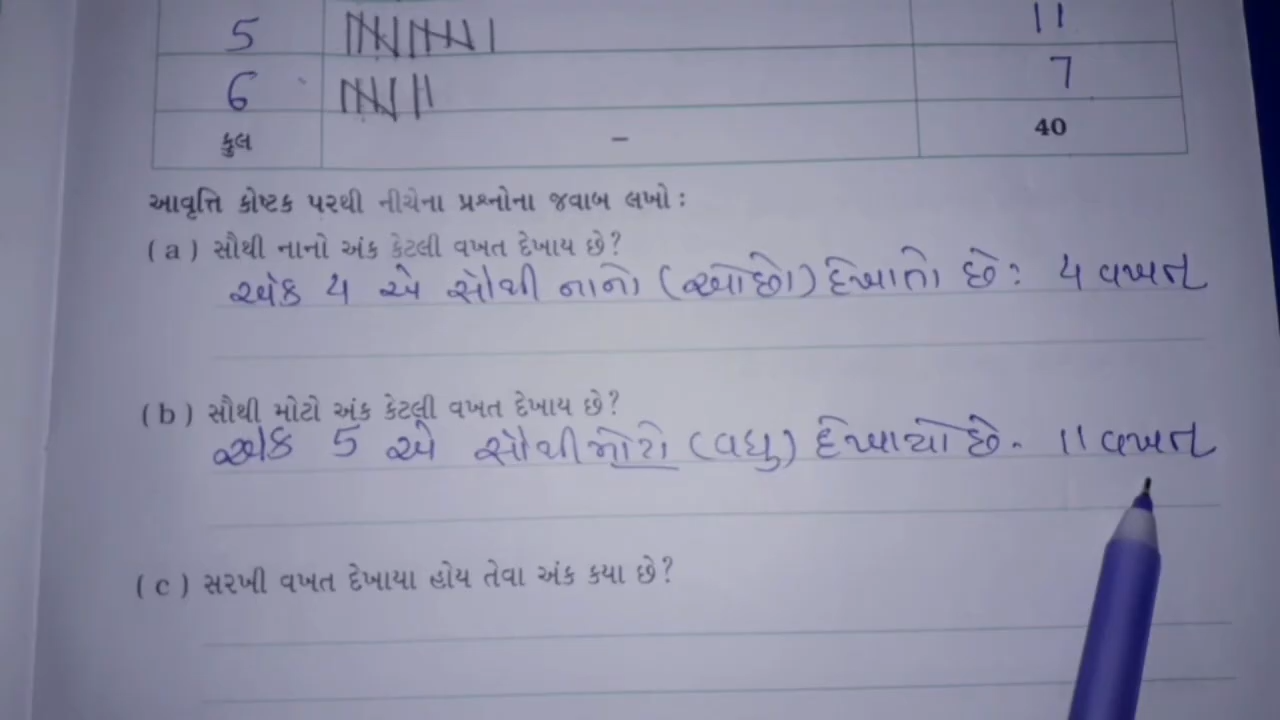 5 11
6 7
કુલ – 40
આવૃત્તિ કોષ્ટક પરથી નીચેના પ્રશ્નોના જવાબ લખો :
( a ) સૌથી નાનો અંક કેટલી વખત દેખાય છે?
અંક 4 એ સૌથી નાનો (ઓછો) દેખાતો છે: 4 વખત
( b ) સૌથી મોટો અંક કેટલી વખત દેખાય છે?
અંક 5 એ સૌથી મોટો (વધુ) દેખાયો છે. 11 વખત
( c ) સરખી વખત દેખાયા હોય તેવા અંક કયા છે?